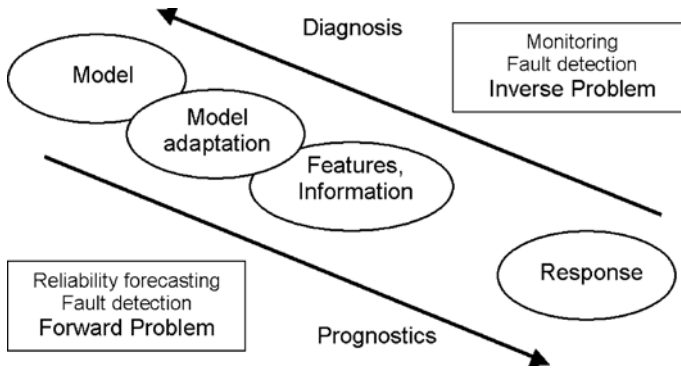 Diagnosis
Monitoring
Fault detection
Inverse Problem
Model
Model
adaptation
Features,
Information
Response
Reliability forecasting
Fault detection
Forward Problem
Prognostics